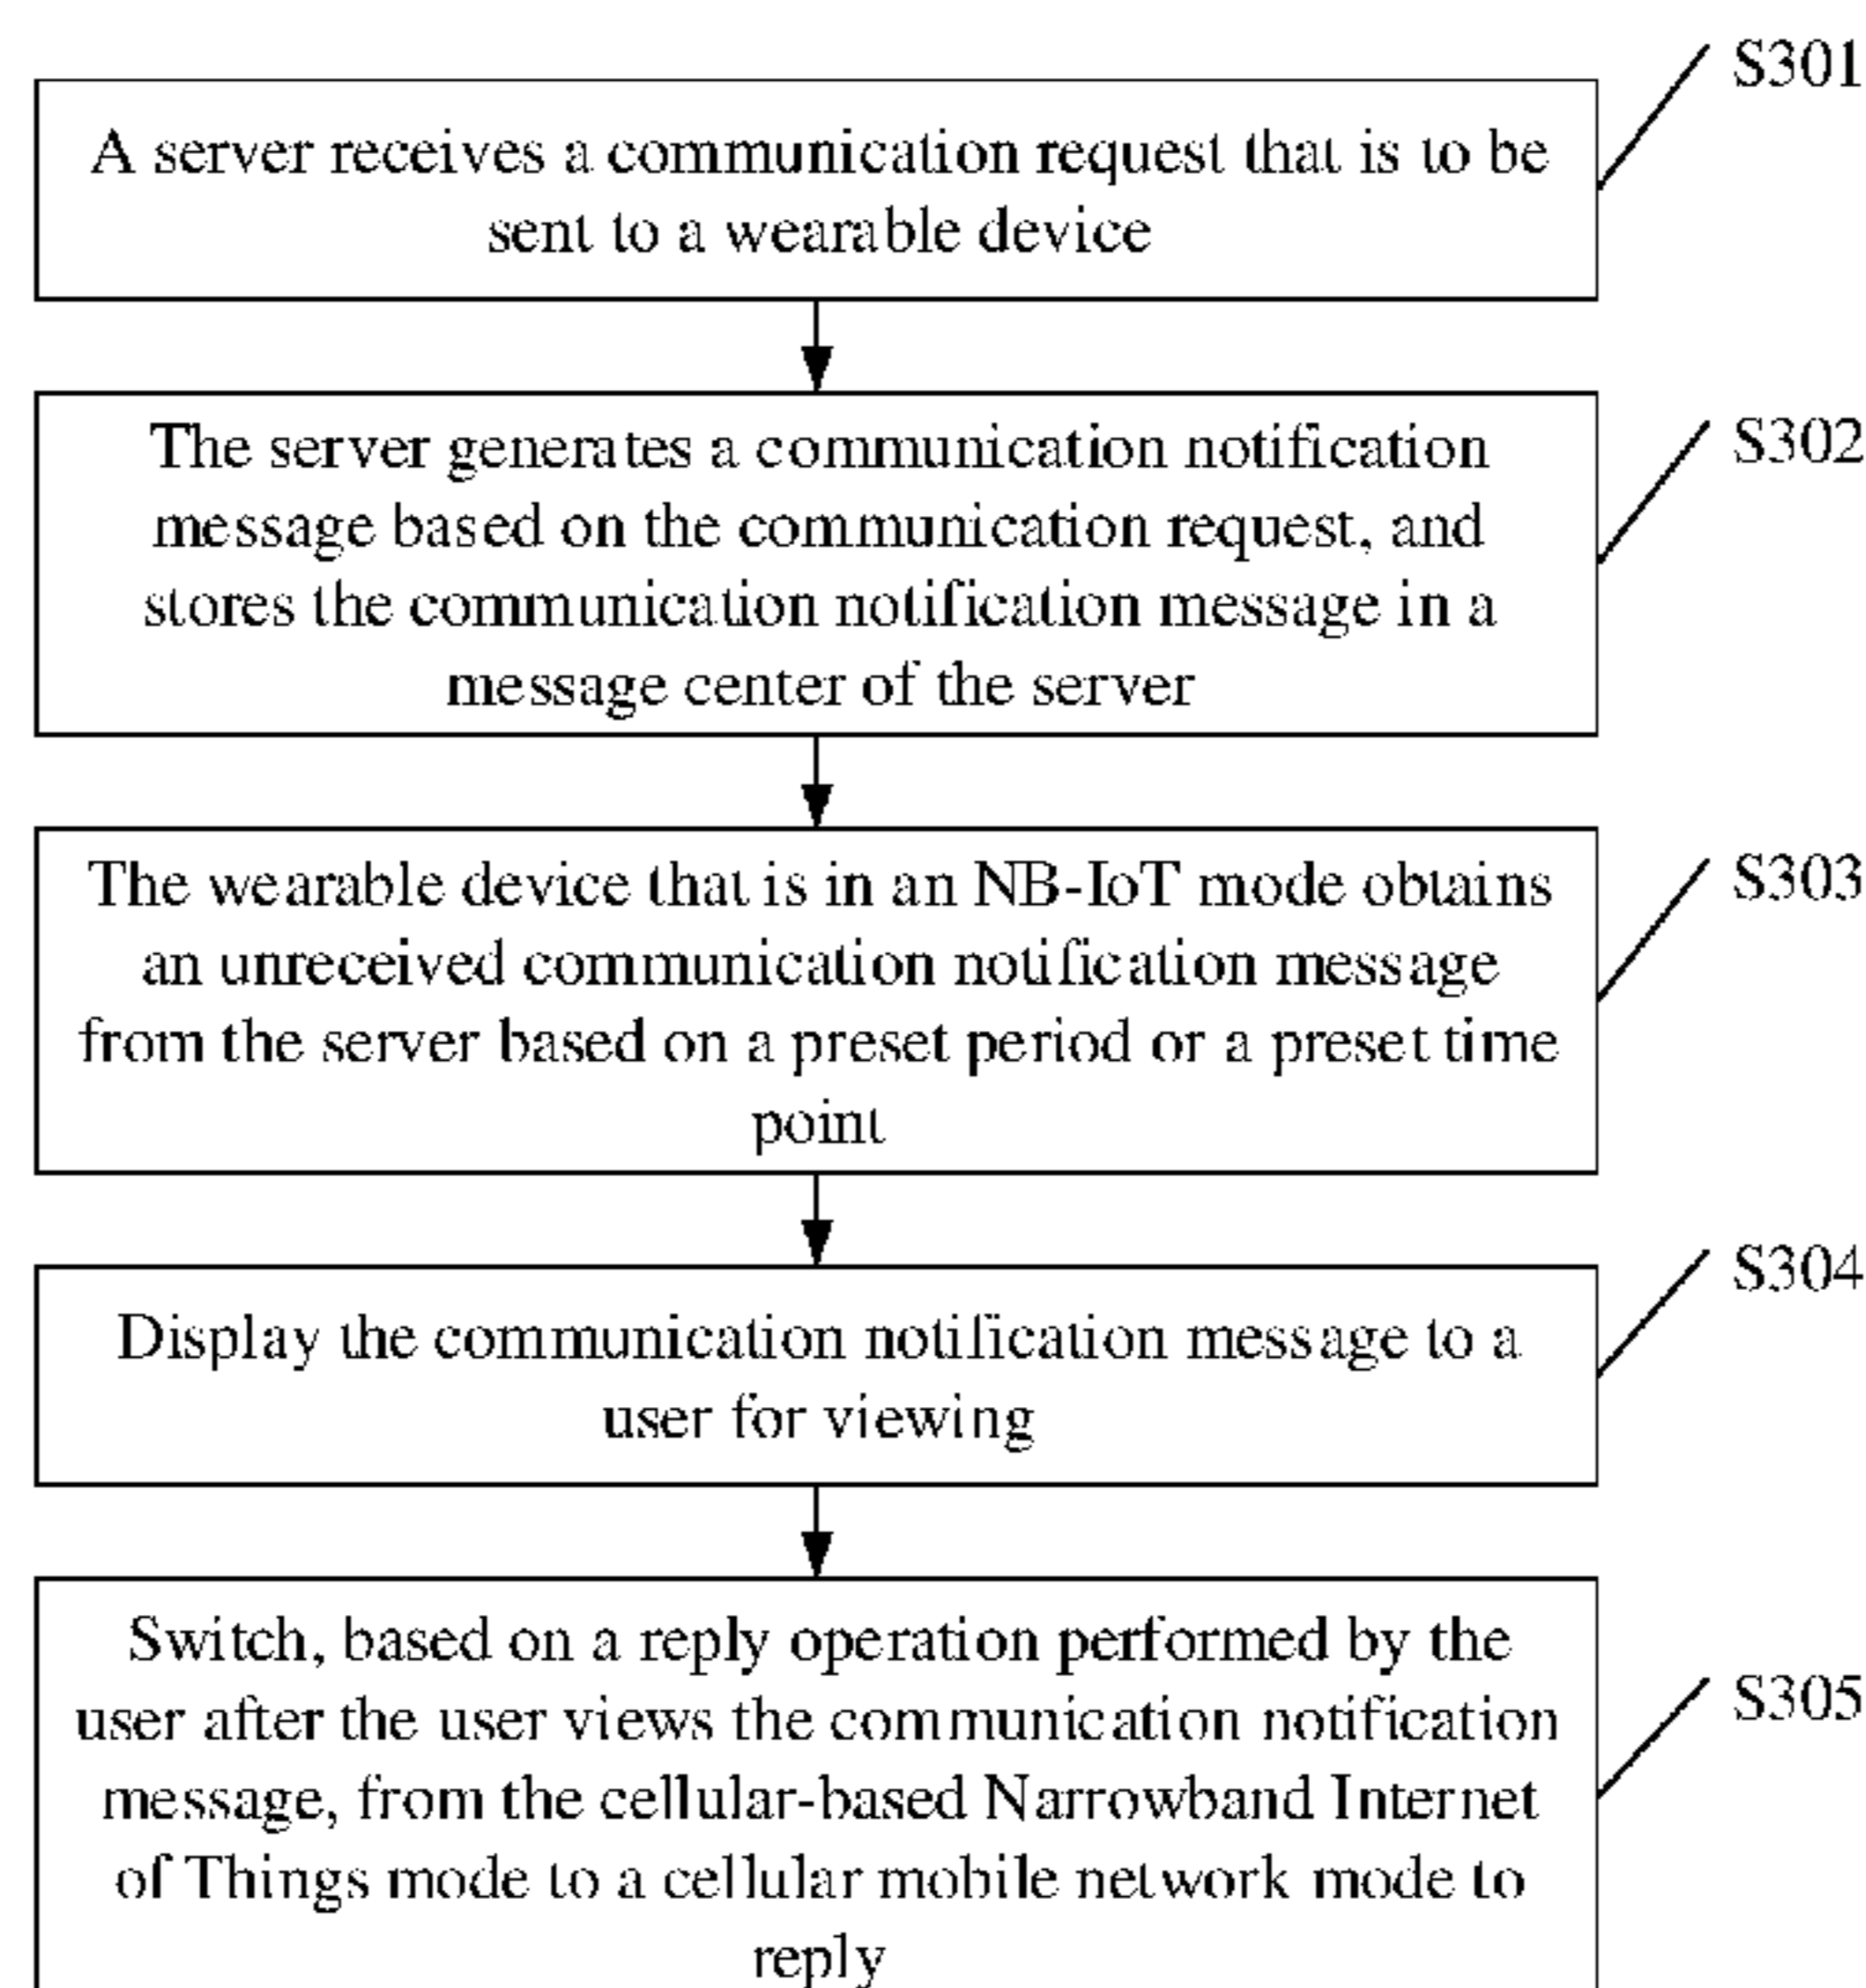 S301
A server receives a communication request that is to be
sent to a wearable device
S302
The server generates a communication notification
message based on the communication request, and
stores the communication notification message in a
message center of the server
S303
The wearable device that is in an NB-IoT mode obtains
an unreceived communication notification message
from the server based on a preset period or a preset time
point
S304
Display the communication notification message to a
user for viewing
S305
Switch, based on a reply operation performed by the
user after the user views the communication notification
message, from the cellular-based Narrowband Internet
of Things mode to a cellular mobile network mode to
reply